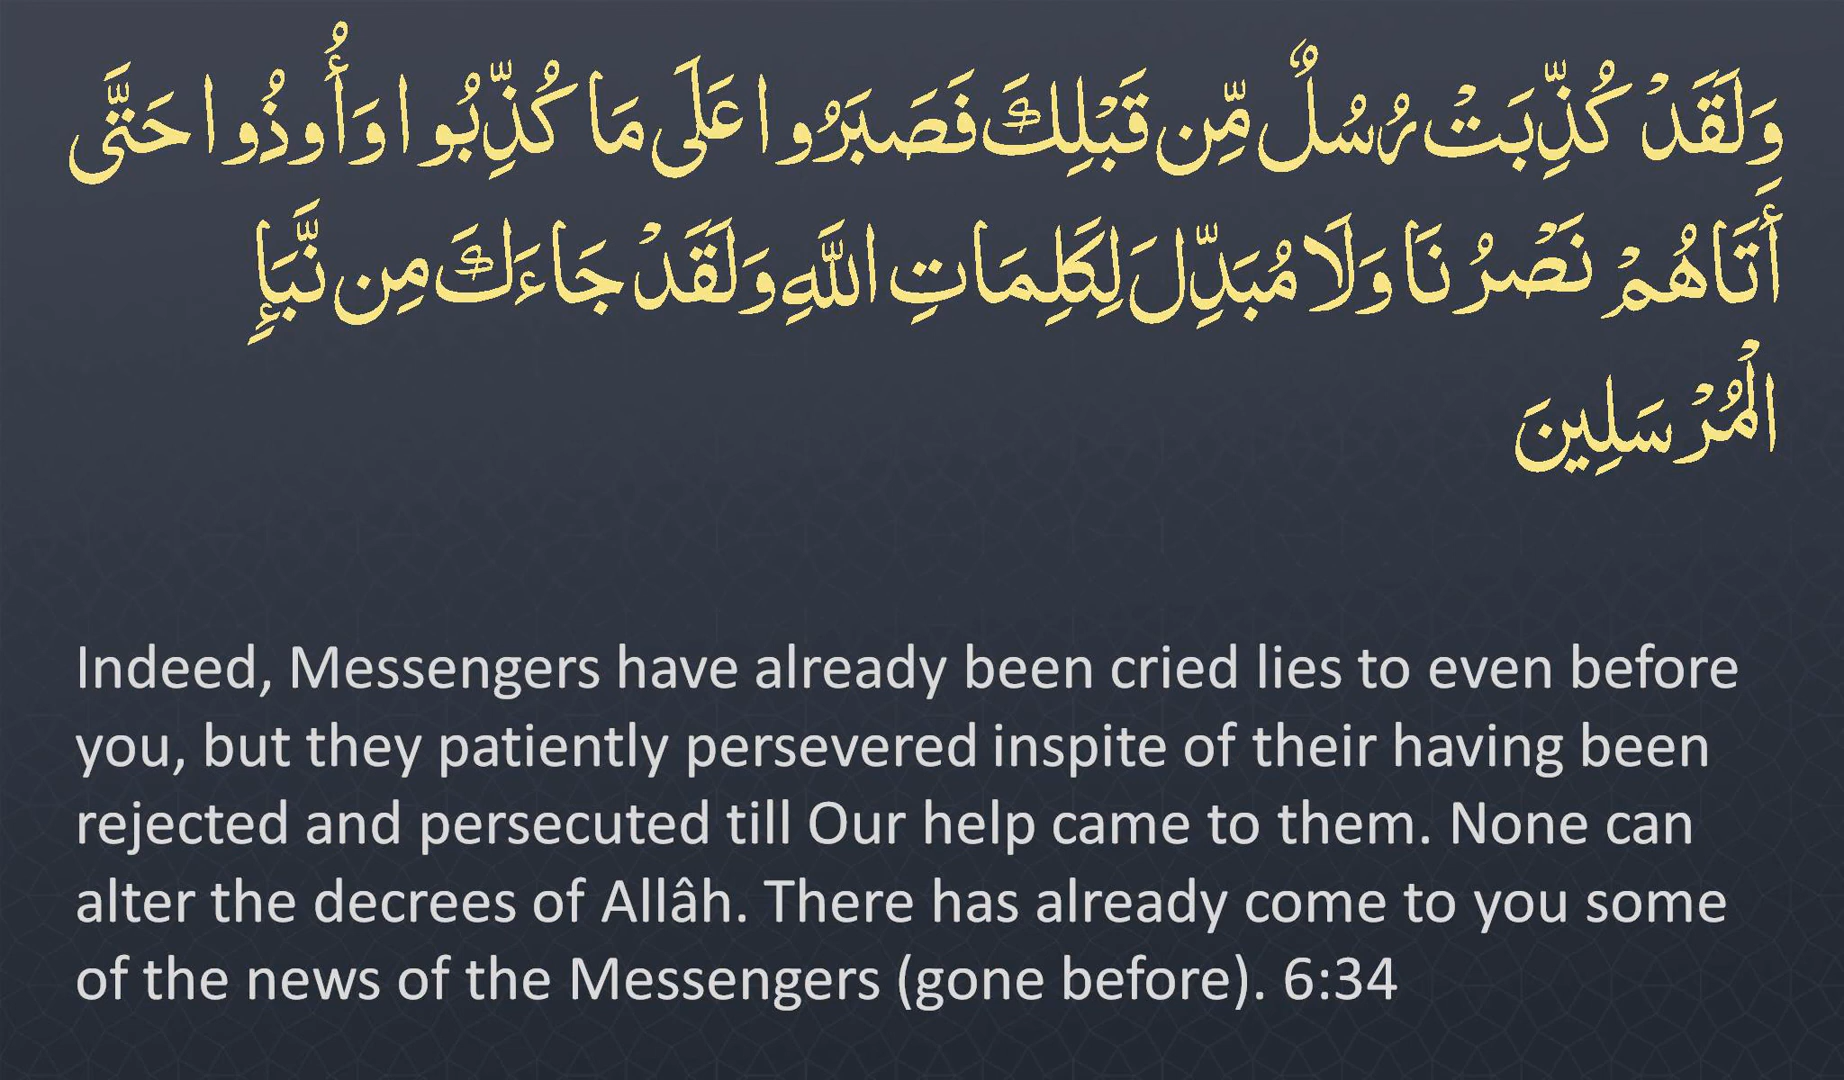 وَلَقَدْ كُذِّبَتْ رُسُلٌ مِّن قَبْلِكَ فَصَبَرُوا عَلَى مَا كُذِّبُوا وَأُوذُوا حَتَّى
أَتَاهُمْ نَصْرُنَا وَلَا مُبَدِّلَ لِكَلِمَاتِ اللَّهِ وَلَقَدْ جَاءَكَ مِن نَّبَإِ
الْمُرْسَلِينَ
Indeed, Messengers have already been cried lies to even before
you, but they patiently persevered inspite of their having been
rejected and persecuted till Our help came to them. None can
alter the decrees of Allâh. There has already come to you some
of the news of the Messengers (gone before). 6:34